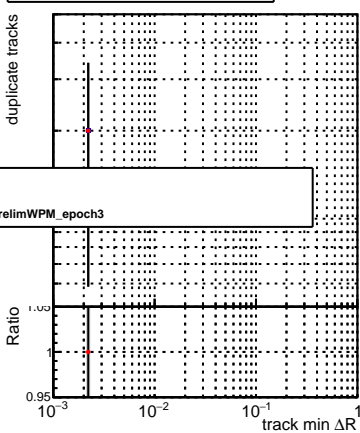 duplicate tracks
relimWPM_epoch3
1.05
Ratio
1
0.95
10⁻³ 10⁻² 10⁻¹ 1
track min ΔR